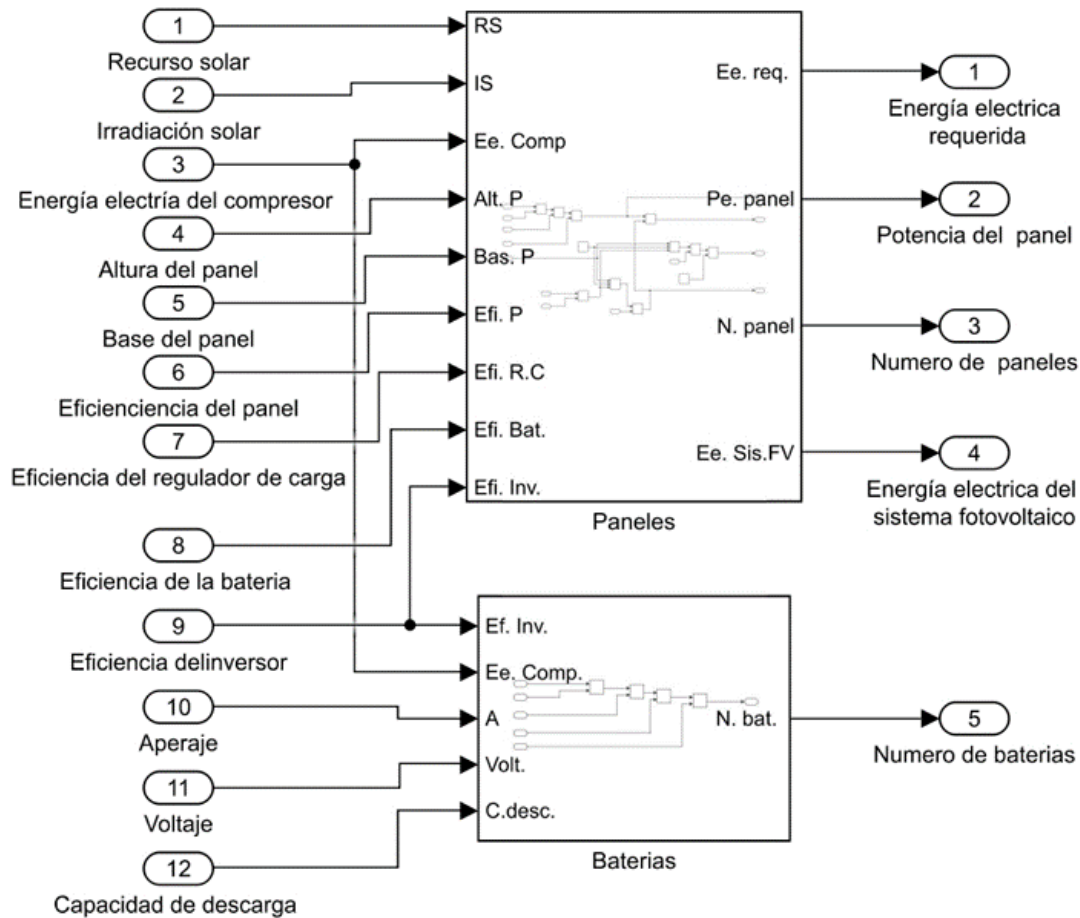 1
Recurso solar
2
Irradiación solar
3
Energía electría del compresor
4
Altura del panel
5
Base del panel
6
Eficienciencia del panel
7
Eficiencia del regulador de carga
8
Eficiencia de la bateria
9
Eficiencia delinversor
10
Aperaje
11
Voltaje
12
Capacidad de descarga
RS
IS
Ee. Comp
Alt. P
Bas. P
Efi. P
Efi. R.C
Efi. Bat.
Efi. Inv.
Ee. req.
Pe. panel
N. panel
Ee. Sis.FV
Paneles
Ef. Inv.
Ee. Comp.
A
Volt.
C.desc.
N. bat.
Baterias
1
Energía electrica
requerida
2
Potencia del panel
3
Numero de paneles
4
Energía electrica del
sistema fotovoltaico
5
Numero de baterias